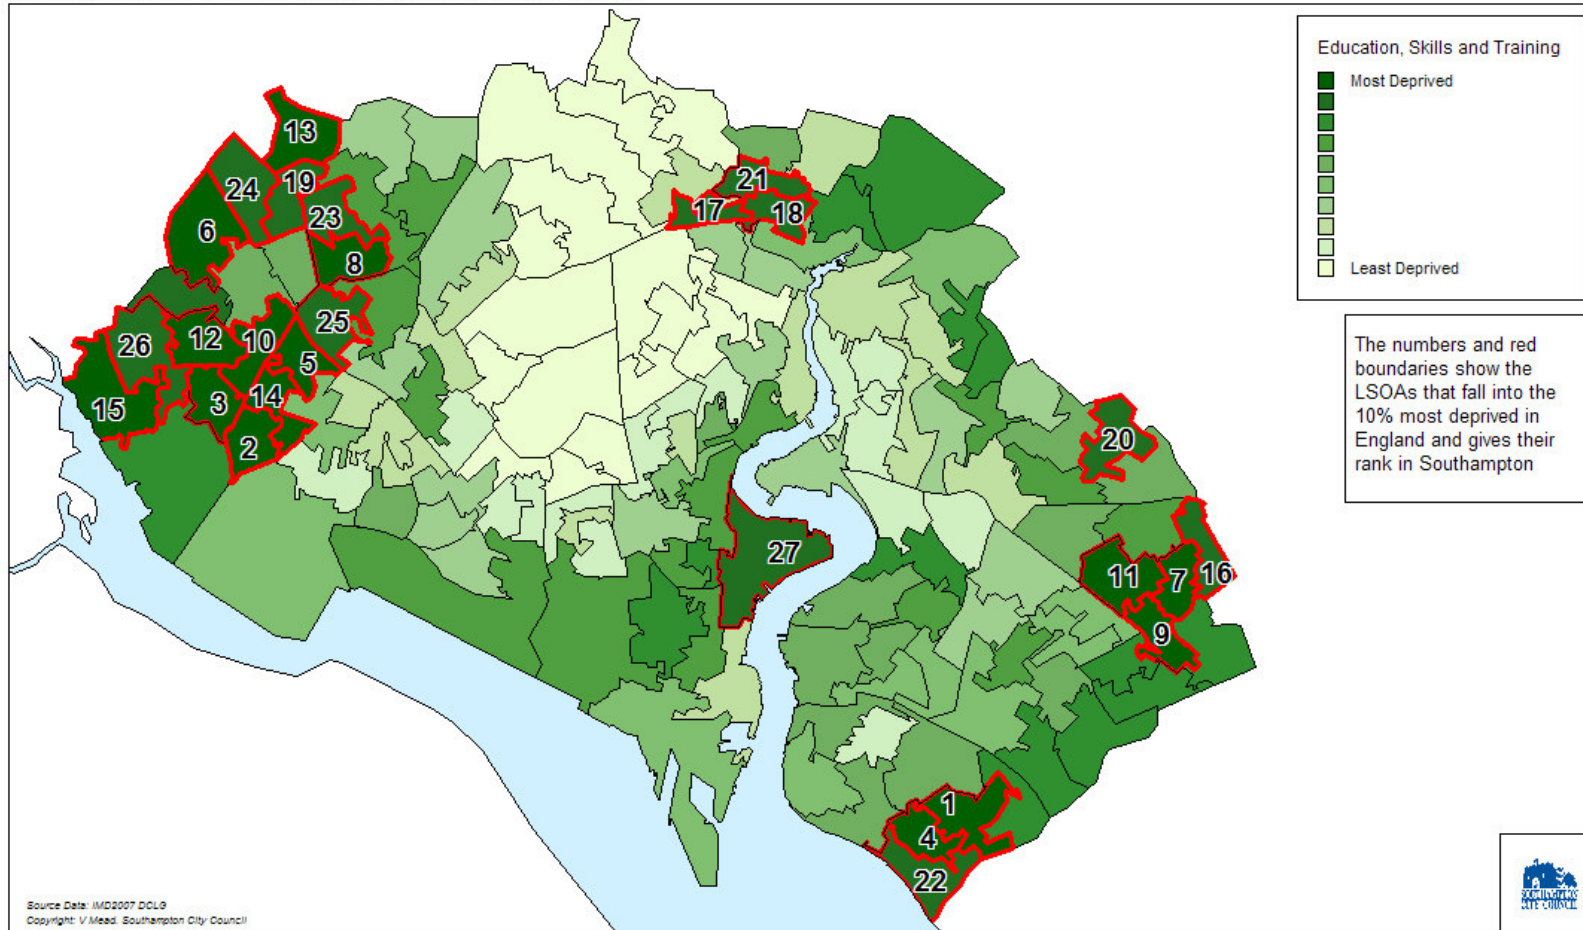 Education, Skills and Training
Most Deprived
Least Deprived
The numbers and red
boundaries show the
LSOAs that fall into the
10% most deprived in
England and gives their
rank in Southampton
13
24
19
21
23
17
18
6
8
25
26
12
10
5
15
3
14
20
2
27
11
7
16
9
1
4
22
Source Data: IMD2007 DCLG
Copyright: V Mead. Southampton City Council
SOUTHAMPTON
CITY COUNCIL